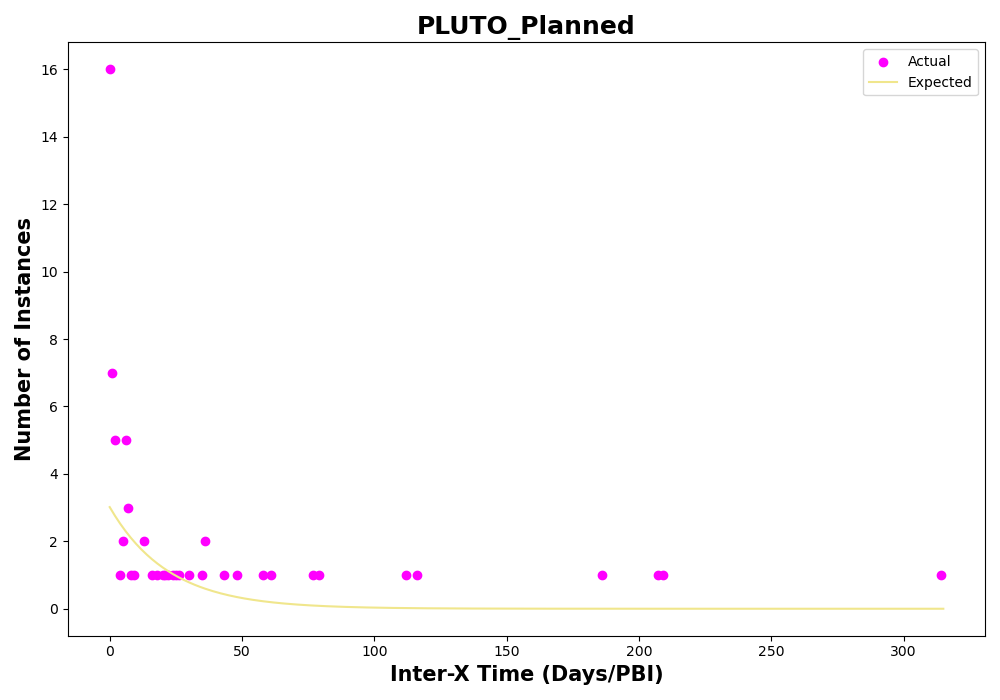 PLUTO_Planned
Actual
Expected
Number of Instances
16
14
12
10
8
6
4
2
0
0 50 100 150 200 250 300
Inter-X Time (Days/PBI)